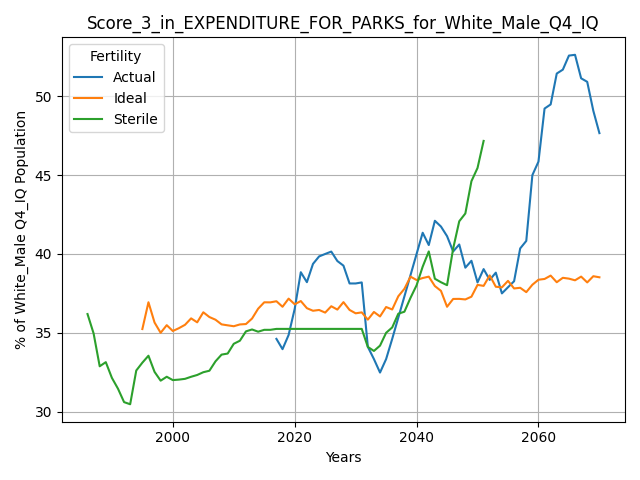 Score_3_in_EXPENDITURE_FOR_PARKS_for_White_Male_Q4_IQ
Fertility
Actual
Ideal
Sterile
% of White_Male Q4_IQ Population
50
45
40
35
30
2000
2020
2040
2060
Years